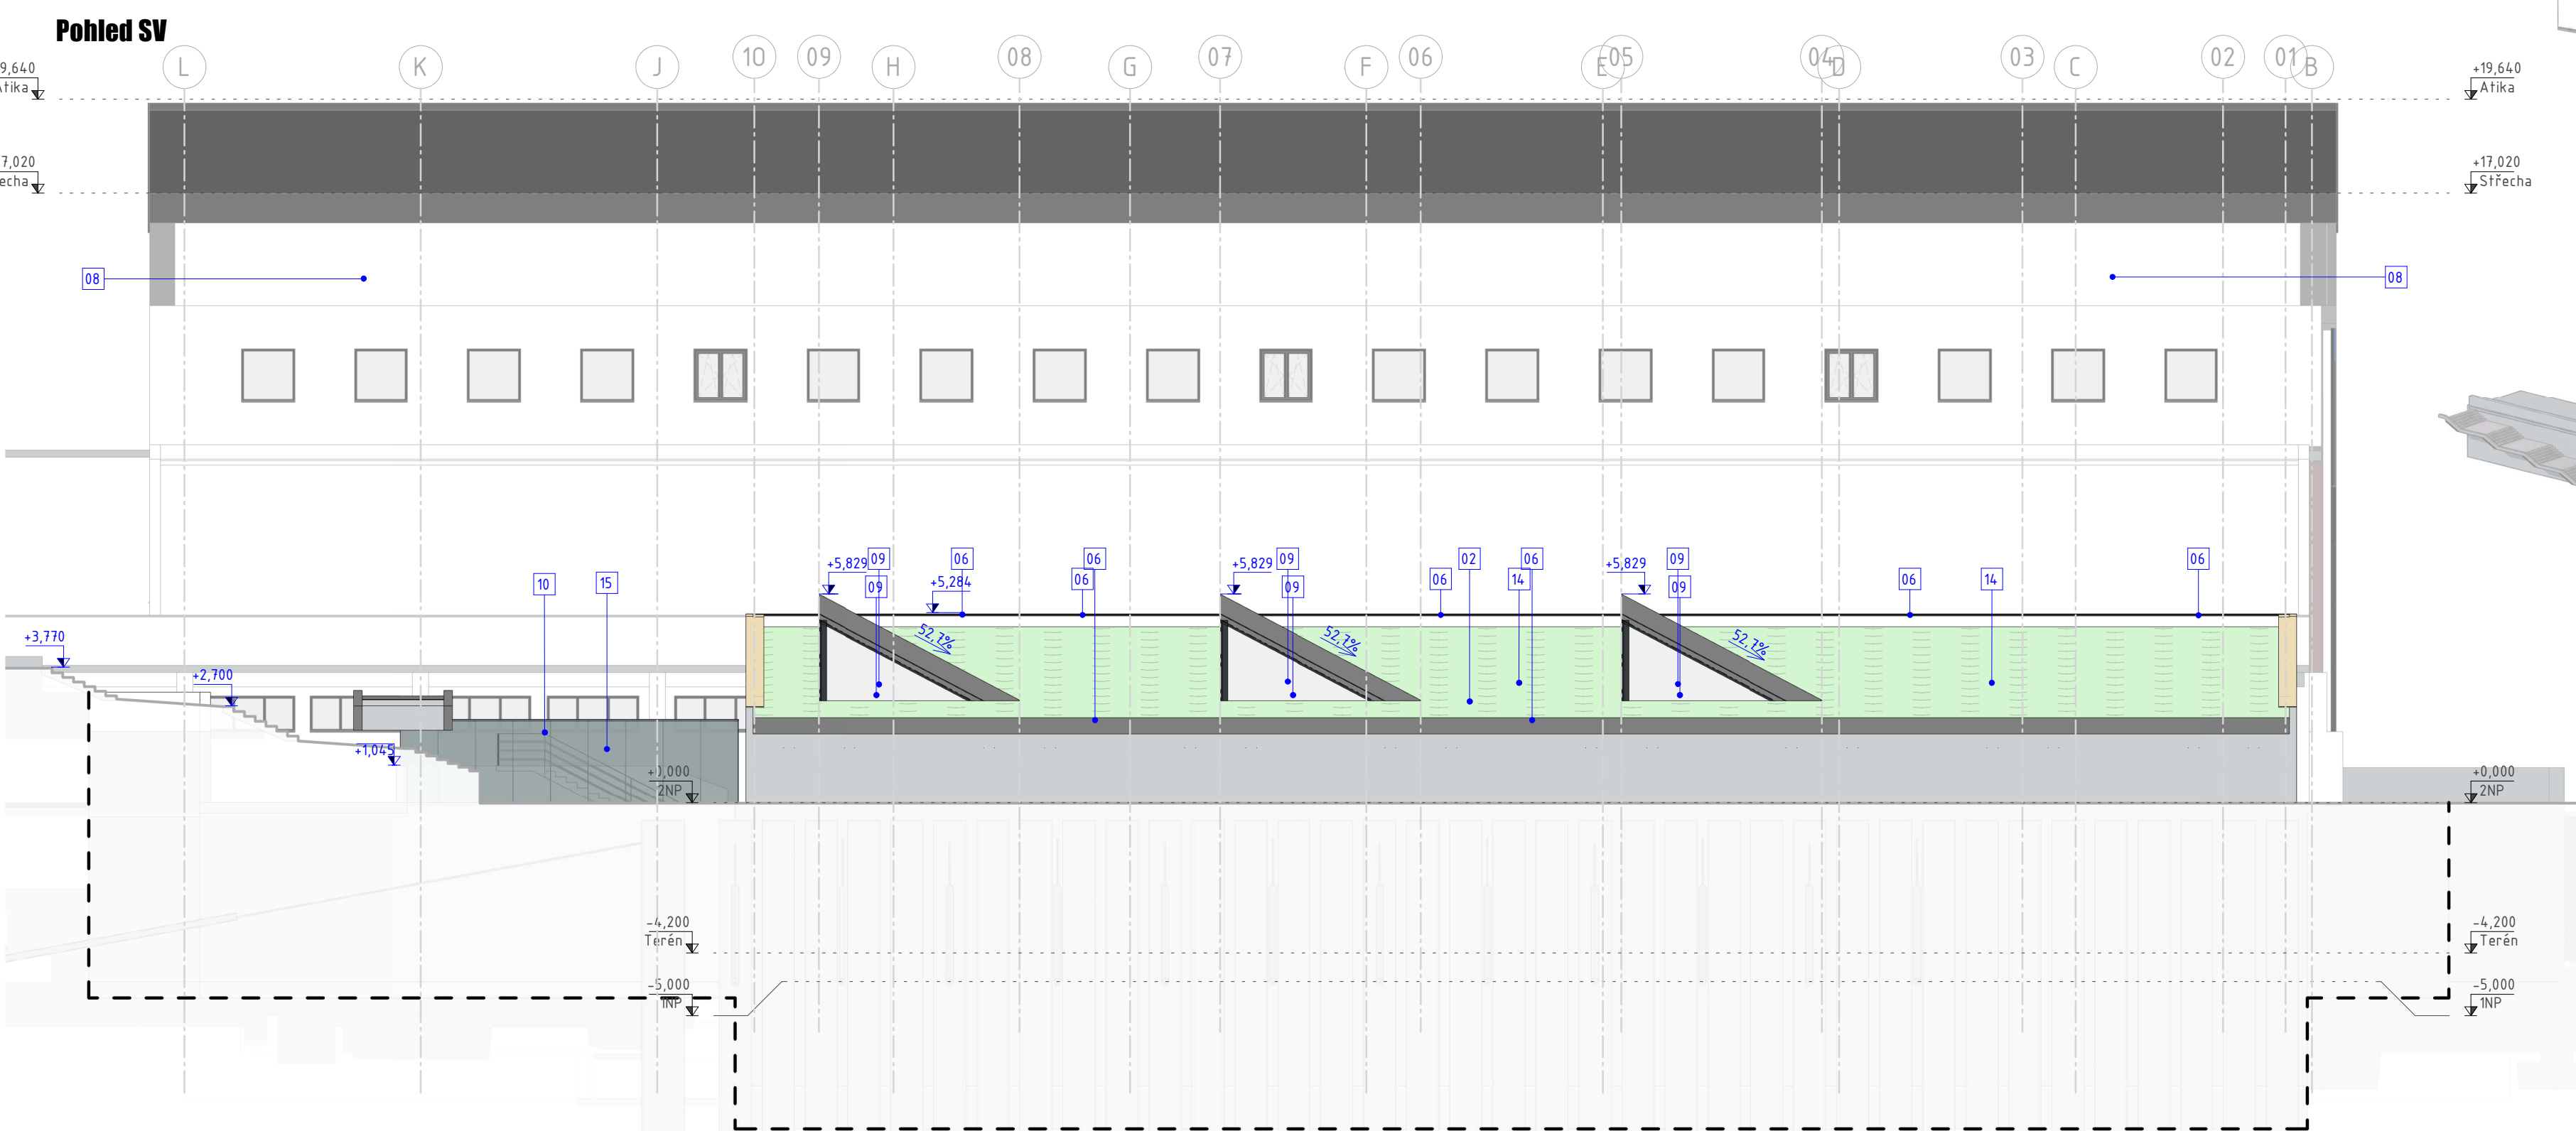 Pohled SV
L
K
J
10
09
H
08
G
07
F
06
E
05
04
D
03
C
02
01
B
9,640
Atika
+19,640
Atika
7,020
echa
+17,020
Střecha
08
08
10
15
+5,829
09
09
+5,284
06
06
06
+5,829
09
09
06
02
14
06
+5,829
09
09
06
14
06
52,7%
52,7%
52,7%
+3,770
+2,700
+1,045
+0,000
2NP
+0,000
2NP
-4,200
Terén
-4,200
Terén
-5,000
1NP
-5,000
1NP